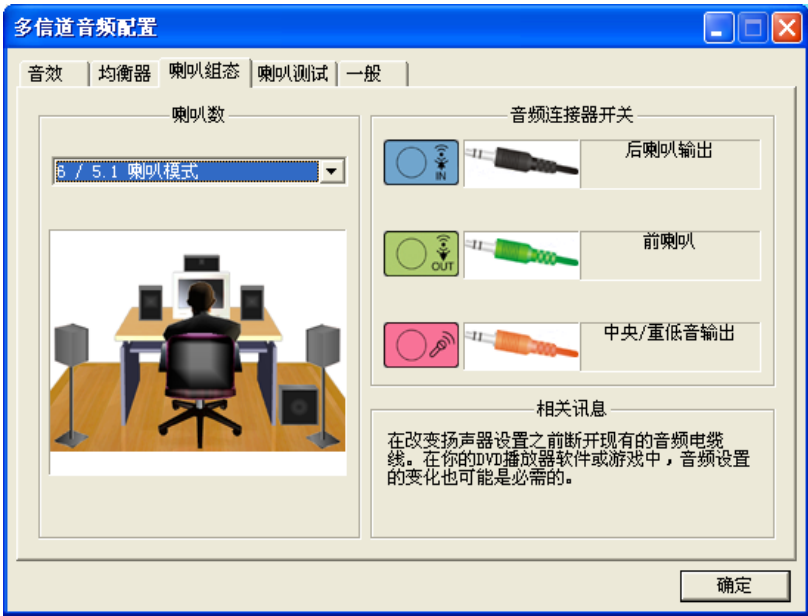 多信道音频配置
音效
均衡器
喇叭组态
喇叭测试
一般
喇叭数
6 / 5.1 喇叭模式
音频连接器开关
IN
后喇叭输出
OUT
前喇叭
中央/重低音输出
相关讯息
在改变扬声器设置之前断开现有的音频电缆
线。在你的DVD播放器软件或游戏中，音频设置
的变化也可能是必需的。
确定